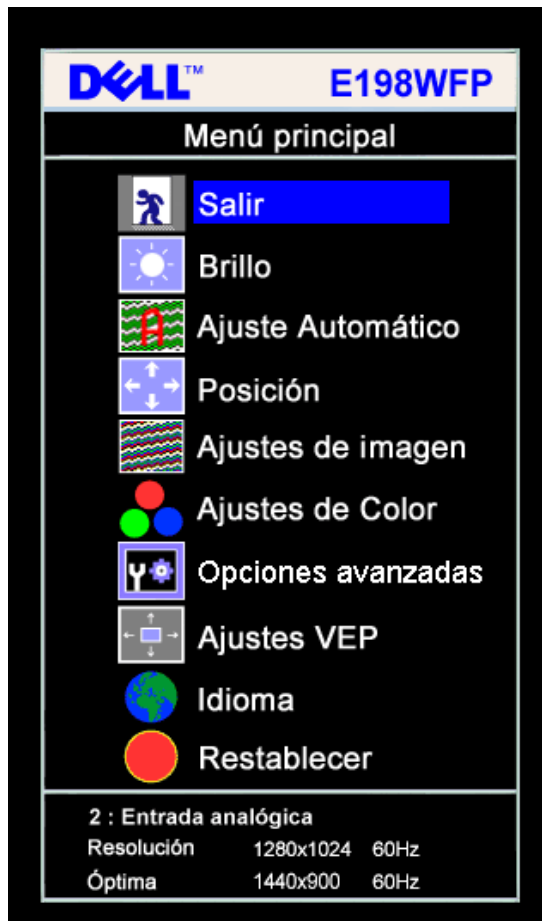 DELL™ E198WFP
Menú principal
Salir
Brillo
Ajuste Automático
Posición
Ajustes de imagen
Ajustes de Color
Opciones avanzadas
Ajustes VEP
Idioma
Restablecer
2 : Entrada analógica
Resolución 1280x1024 60Hz
Óptima 1440x900 60Hz